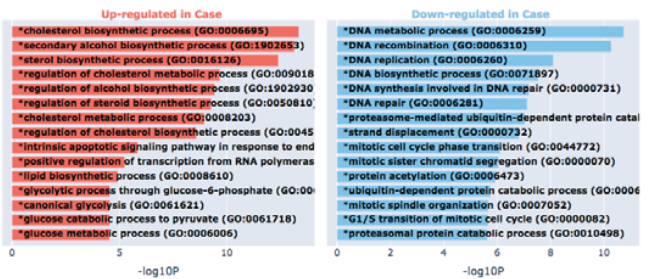 Up-regulated in Case
*cholesterol biosynthetic process (GO:0006695)
*secondary alcohol biosynthetic process (GO:1902653)
*sterol biosynthetic process (GO:0016126)
*regulation of cholesterol metabolic process (GO:009018
*regulation of alcohol biosynthetic process (GO:1902930
*regulation of steroid biosynthetic process (GO:0050810)
*cholesterol metabolic process (GO:0008203)
*regulation of cholesterol biosynthetic process (GO:0045
*intrinsic apoptotic signaling pathway in response to end
*positive regulation of transcription from RNA polymeras
*lipid biosynthetic process (GO:0008610)
*glycolytic process through glucose-6-phosphate (GO:00
*canonical glycolysis (GO:0061621)
*glucose catabolic process to pyruvate (GO:0061718)
*glucose metabolic process (GO:0006006)
0 5 10
-log10P
Down-regulated in Case
*DNA metabolic process (GO:0006259)
*DNA recombination (GO:0006310)
*DNA replication (GO:0006260)
*DNA biosynthetic process (GO:0071897)
*DNA synthesis involved in DNA repair (GO:0000731)
*DNA repair (GO:0006281)
*proteasome-mediated ubiquitin-dependent protein catal
*strand displacement (GO:0000732)
*mitotic cell cycle phase transition (GO:0044772)
*mitotic sister chromatid segregation (GO:0000070)
*protein acetylation (GO:0006473)
*ubiquitin-dependent protein catabolic process (GO:0006
*mitotic spindle organization (GO:0007052)
*G1/S transition of mitotic cell cycle (GO:0000082)
*proteasomal protein catabolic process (GO:0010498)
0 2 4 6 8 10
-log10P